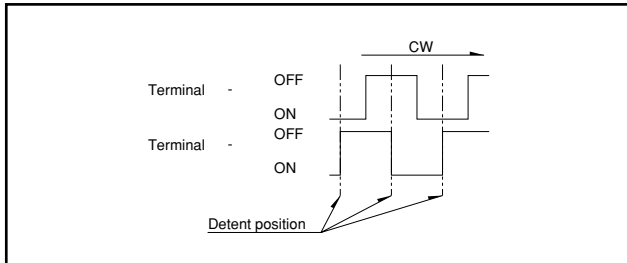 CW
OFF
Terminal -
ON
OFF
Terminal -
ON
Detent position